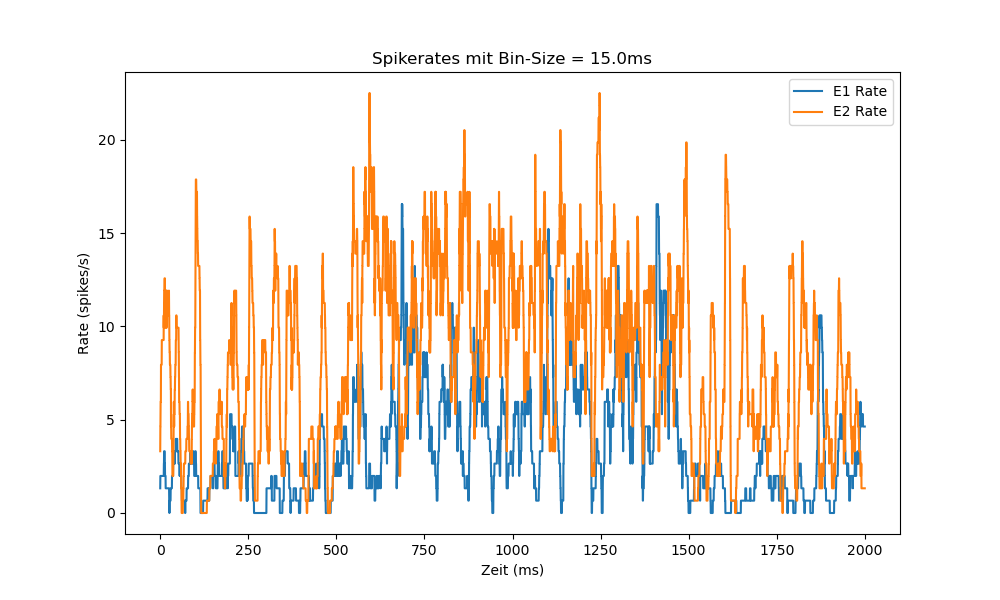 Spikerates mit Bin-Size = 15.0ms
E1 Rate
E2 Rate
Rate (spikes/s)
20
15
10
5
0
0 250 500 750 1000 1250 1500 1750 2000
Zeit (ms)